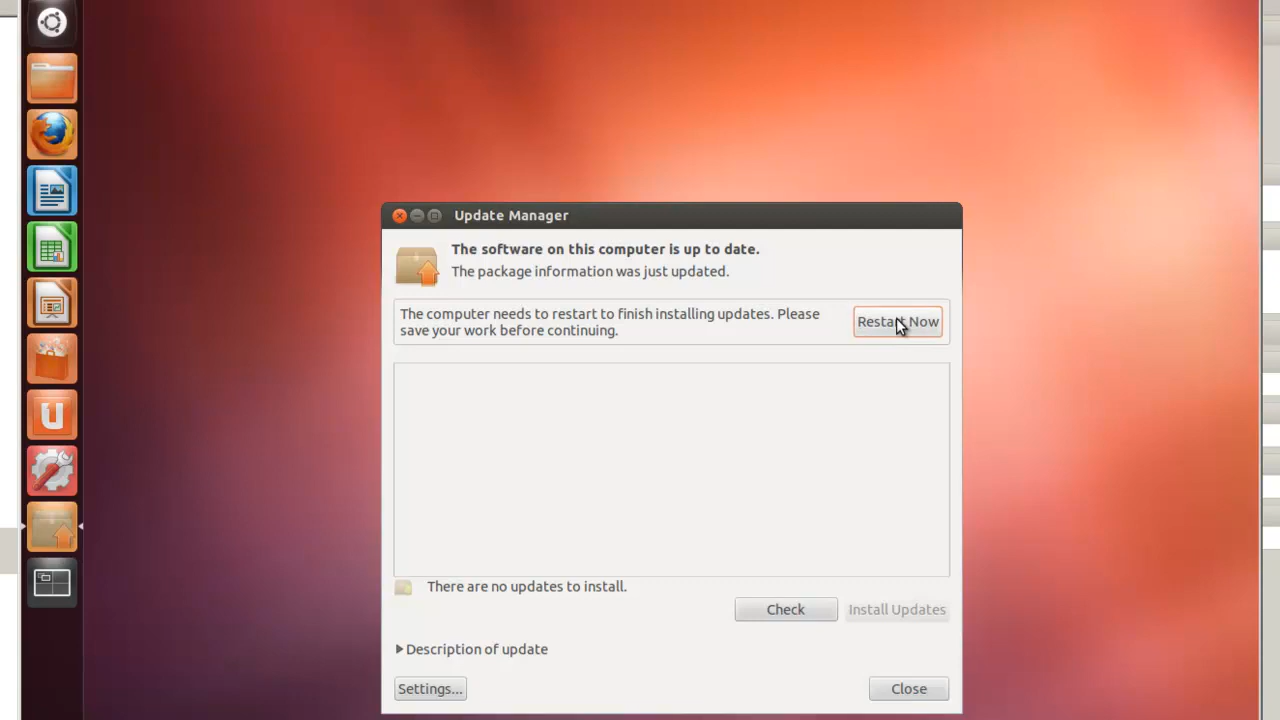 Update Manager
The software on this computer is up to date.
The package information was just updated.
The computer needs to restart to finish installing updates. Please
save your work before continuing.
Restart Now
There are no updates to install.
Check
Install Updates
Description of update
Settings...
Close